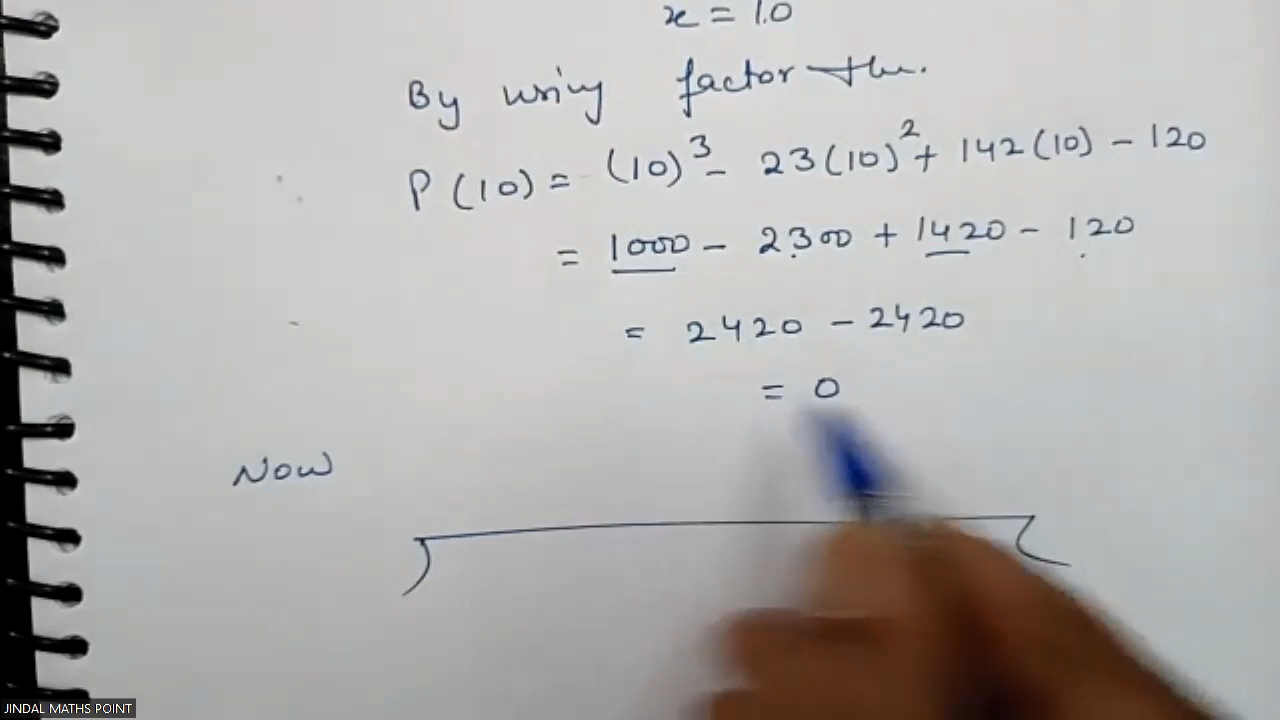 x = 10
By using factor thm.
P(10) = (10)³ - 23(10)² + 142(10) - 120
= 1000 - 2300 + 1420 - 120
= 2420 - 2420
= 0
Now
JINDAL MATHS POINT